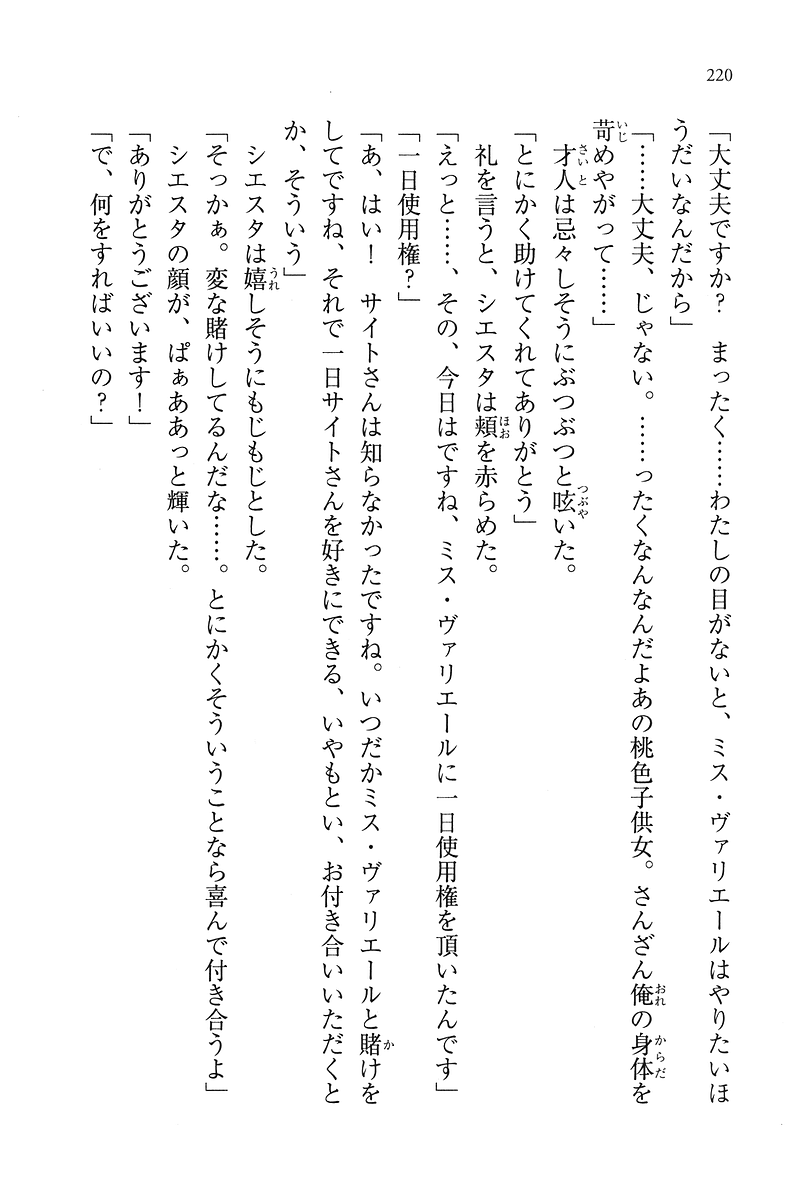 220
「大丈夫ですか？　まったく……わたしの目がないと、ミス・ヴァリエールはやりたいほ
うだいなんだから」
「……大丈夫、じゃない。……ったくなんなんだよあの桃色子供女。さんざん俺の身体を
苛めやがって……」
　才人は忌々しそうにぶつぶつと呟いた。
「とにかく助けてくれてありがとう」
　礼を言うと、シエスタは頬を赤らめた。
「えっと……、その、今日はですね、ミス・ヴァリエールに一日使用権を頂いたんです」
「一日使用権？」
「あ、はい！　サイトさんは知らなかったですね。いつだかミス・ヴァリエールと賭けを
してですね、それで一日サイトさんを好きにできる、いやもとい、お付き合いいただくと
か、そういう」
　シエスタは嬉しそうにもじもじとした。
「そっかぁ。変な賭けしてるんだな……。とにかくそういうことなら喜んで付き合うよ」
　シエスタの顔が、ぱぁああっと輝いた。
「ありがとうございます！」
「で、何をすればいいの？」